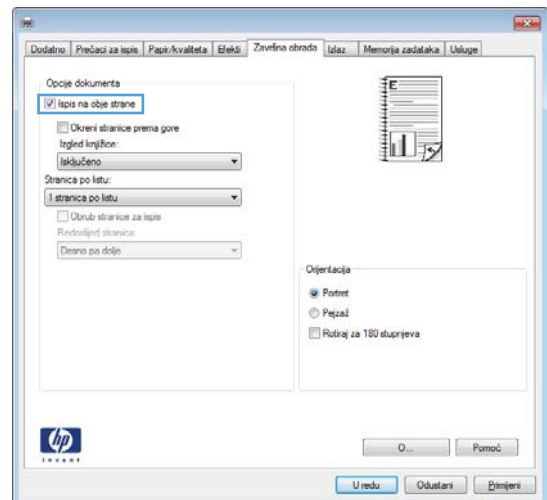 Dodatno Prečaci za ispis Papir/kvaliteta Efekti Završna obrada Izlaz Memorija zadataka Usluge
Opcije dokumenta
Ispis na obje strane
Okreni stranice prema gore
Izgled knjižice:
Isključeno
Stranica po listu:
1 stranica po listu
Obrub stranice za ispis
Redoslijed stranica:
Desno pa dolje
E
Orijentacija
Portret
Pejzaž
Rotiraj za 180 stupnjeva
hp
invent
O... Pomoć
U redu Odustani Primijeni